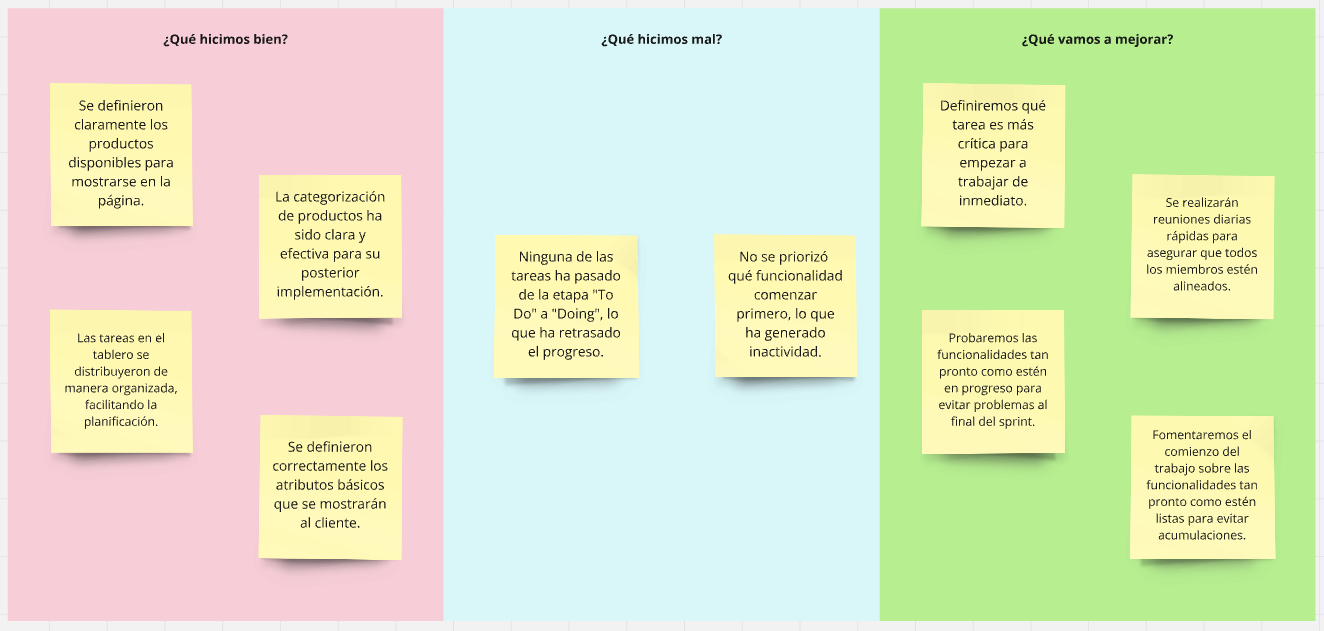 ¿Qué hicimos bien?
Se definieron
claramente los
productos
disponibles para
mostrarse en la
página.
La categorización
de productos ha
sido clara y
efectiva para su
posterior
implementación.
Las tareas en el
tablero se
distribuyeron de
manera organizada,
facilitando la
planificación.
Se definieron
correctamente los
atributos básicos
que se mostrarán
al cliente.
¿Qué hicimos mal?
Ninguna de las
tareas ha pasado
de la etapa "To
Do" a "Doing", lo
que ha retrasado
el progreso.
No se priorizó
qué funcionalidad
comenzar
primero, lo que
ha generado
inactividad.
¿Qué vamos a mejorar?
Definiremos qué
tarea es más
crítica para
empezar a
trabajar de
inmediato.
Se realizarán
reuniones diarias
rápidas para
asegurar que todos
los miembros estén
alineados.
Probaremos las
funcionalidades tan
pronto como estén
en progreso para
evitar problemas al
final del sprint.
Fomentaremos el
comienzo del
trabajo sobre las
funcionalidades tan
pronto como estén
listas para evitar
acumulaciones.